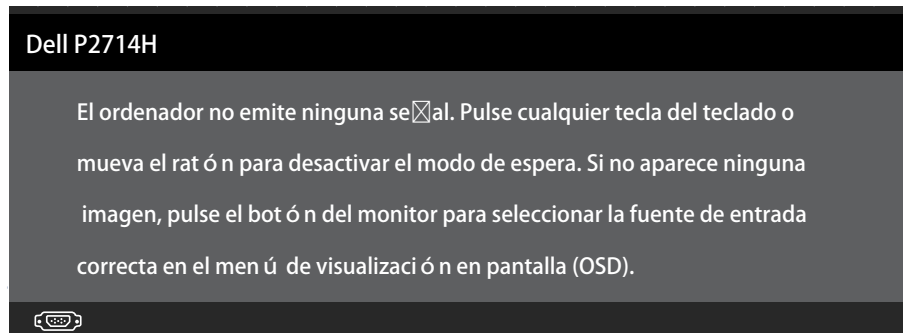 Dell P2714H
El ordenador no emite ninguna se☒al. Pulse cualquier tecla del teclado o
mueva el rat ó n para desactivar el modo de espera. Si no aparece ninguna
imagen, pulse el bot ó n del monitor para seleccionar la fuente de entrada
correcta en el men ú de visualizaci ó n en pantalla (OSD).